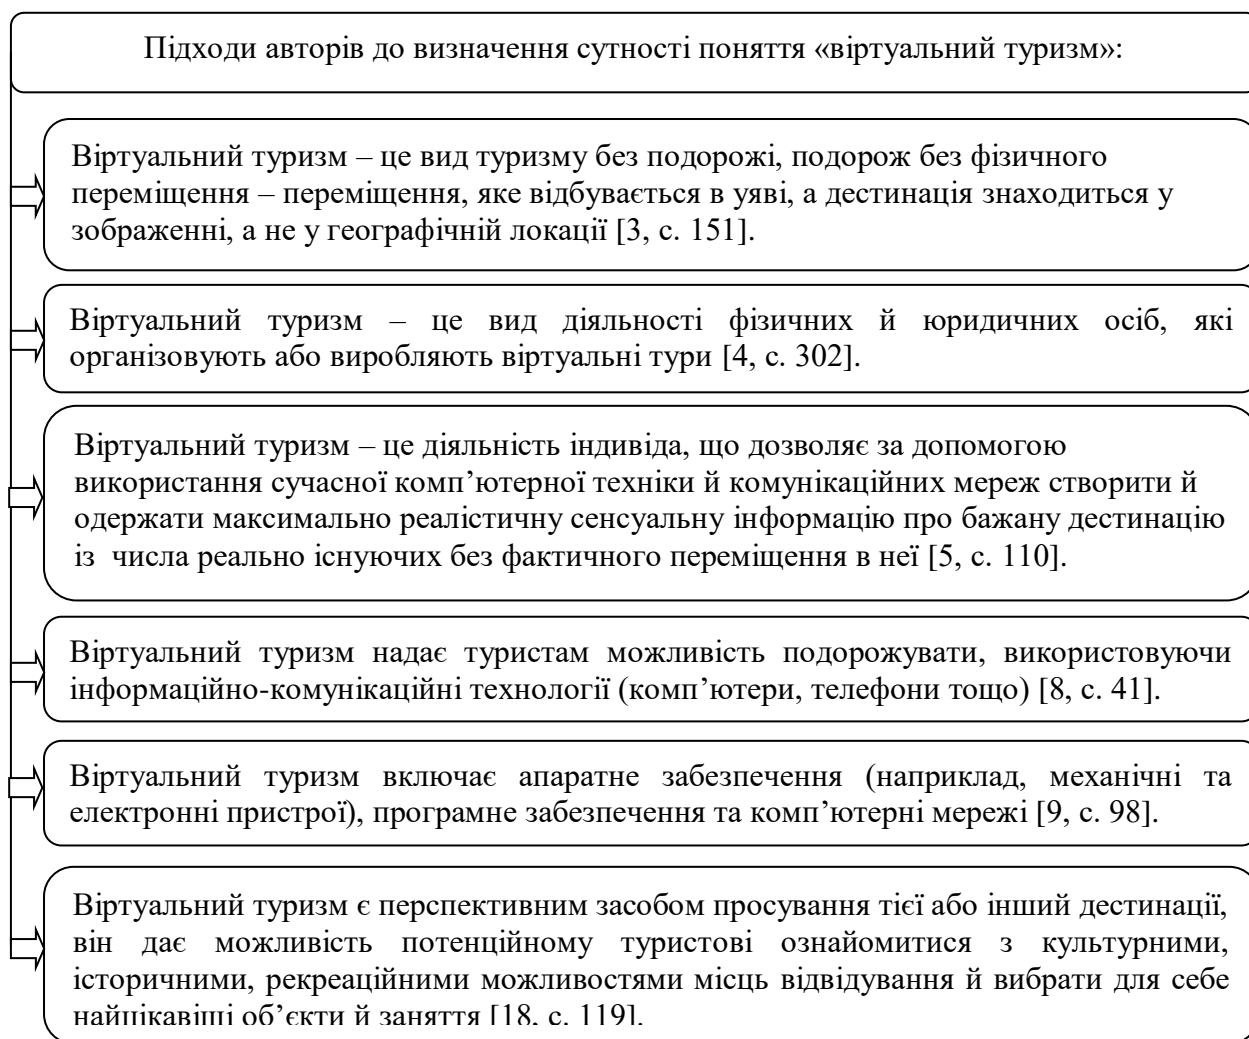 Підходи авторів до визначення сутності поняття «віртуальний туризм»:
Віртуальний туризм – це вид туризму без подорожі, подорож без фізичного
переміщення – переміщення, яке відбувається в уяві, а дестинація знаходиться у
зображенні, а не у географічній локації [3, с. 151].
Віртуальний туризм – це вид діяльності фізичних й юридичних осіб, які
організовують або виробляють віртуальні тури [4, с. 302].
Віртуальний туризм – це діяльність індивіда, що дозволяє за допомогою
використання сучасної комп’ютерної техніки й комунікаційних мереж створити й
одержати максимально реалістичну сенсуальну інформацію про бажану дестинацію
із числа реально існуючих без фактичного переміщення в неї [5, с. 110].
Віртуальний туризм надає туристам можливість подорожувати, використовуючи
інформаційно-комунікаційні технології (комп’ютери, телефони тощо) [8, с. 41].
Віртуальний туризм включає апаратне забезпечення (наприклад, механічні та
електронні пристрої), програмне забезпечення та комп’ютерні мережі [9, с. 98].
Віртуальний туризм є перспективним засобом просування тієї або інший дестинації,
він дає можливість потенційному туристові ознайомитися з культурними,
історичними, рекреаційними можливостями місць відвідування й вибрати для себе
найцікавіші об’єкти й заняття [18, с. 119].